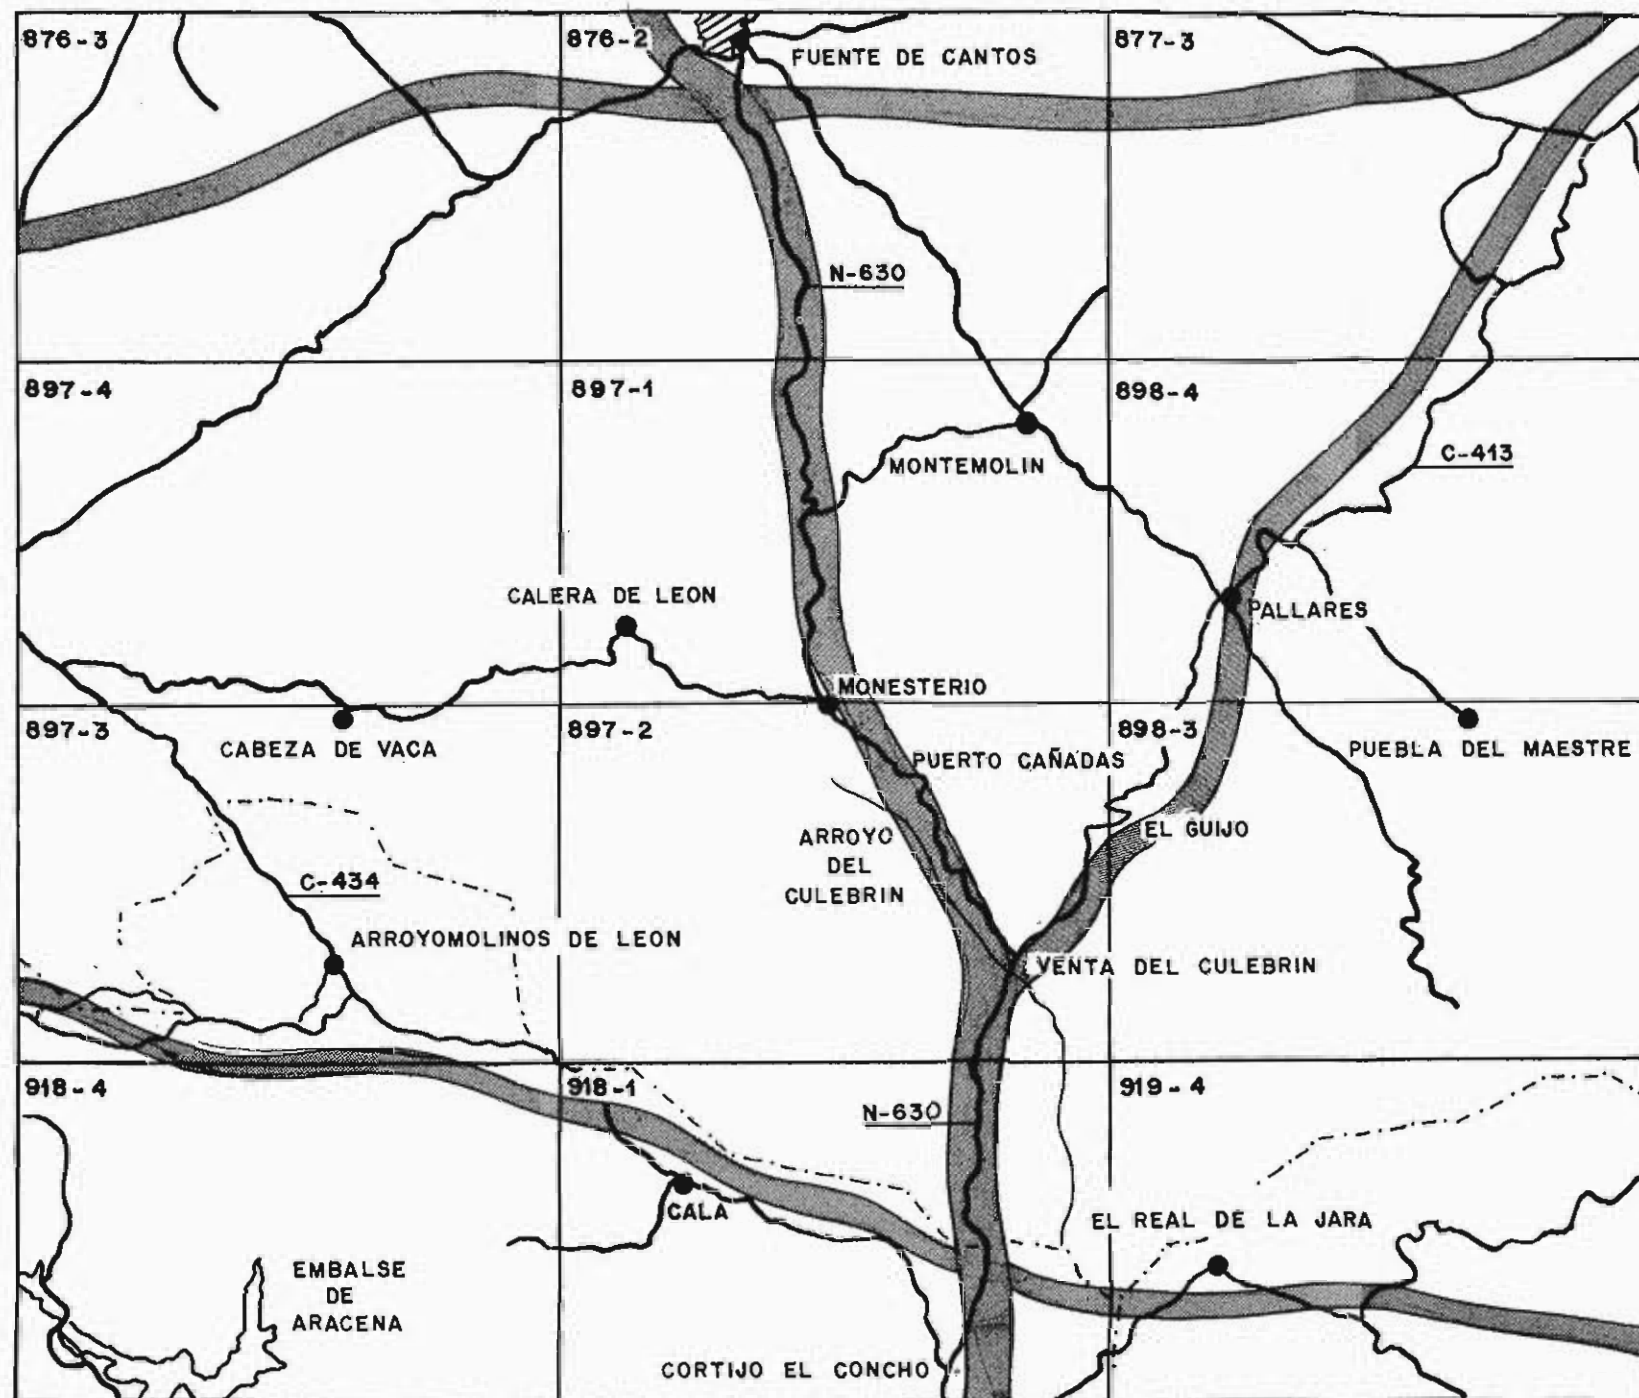 876-3
876-2
877-3
FUENTE DE CANTOS
N-630
897-4
897-1
898-4
C-413
MONTEMOLIN
CALERA DE LEON
PALLARES
MONESTERIO
897-3
897-2
898-3
CABEZA DE VACA
PUEBLA DEL MAESTRE
PUERTO CAÑADAS
EL GUIJO
ARROYO
DEL
CULEBRIN
C-434
ARROYOMOLINOS DE LEON
VENTA DEL CULEBRIN
918-4
918-1
919-4
N-630
CALA
EL REAL DE LA JARA
EMBALSE
DE
ARACENA
CORTIJO EL CONCHO